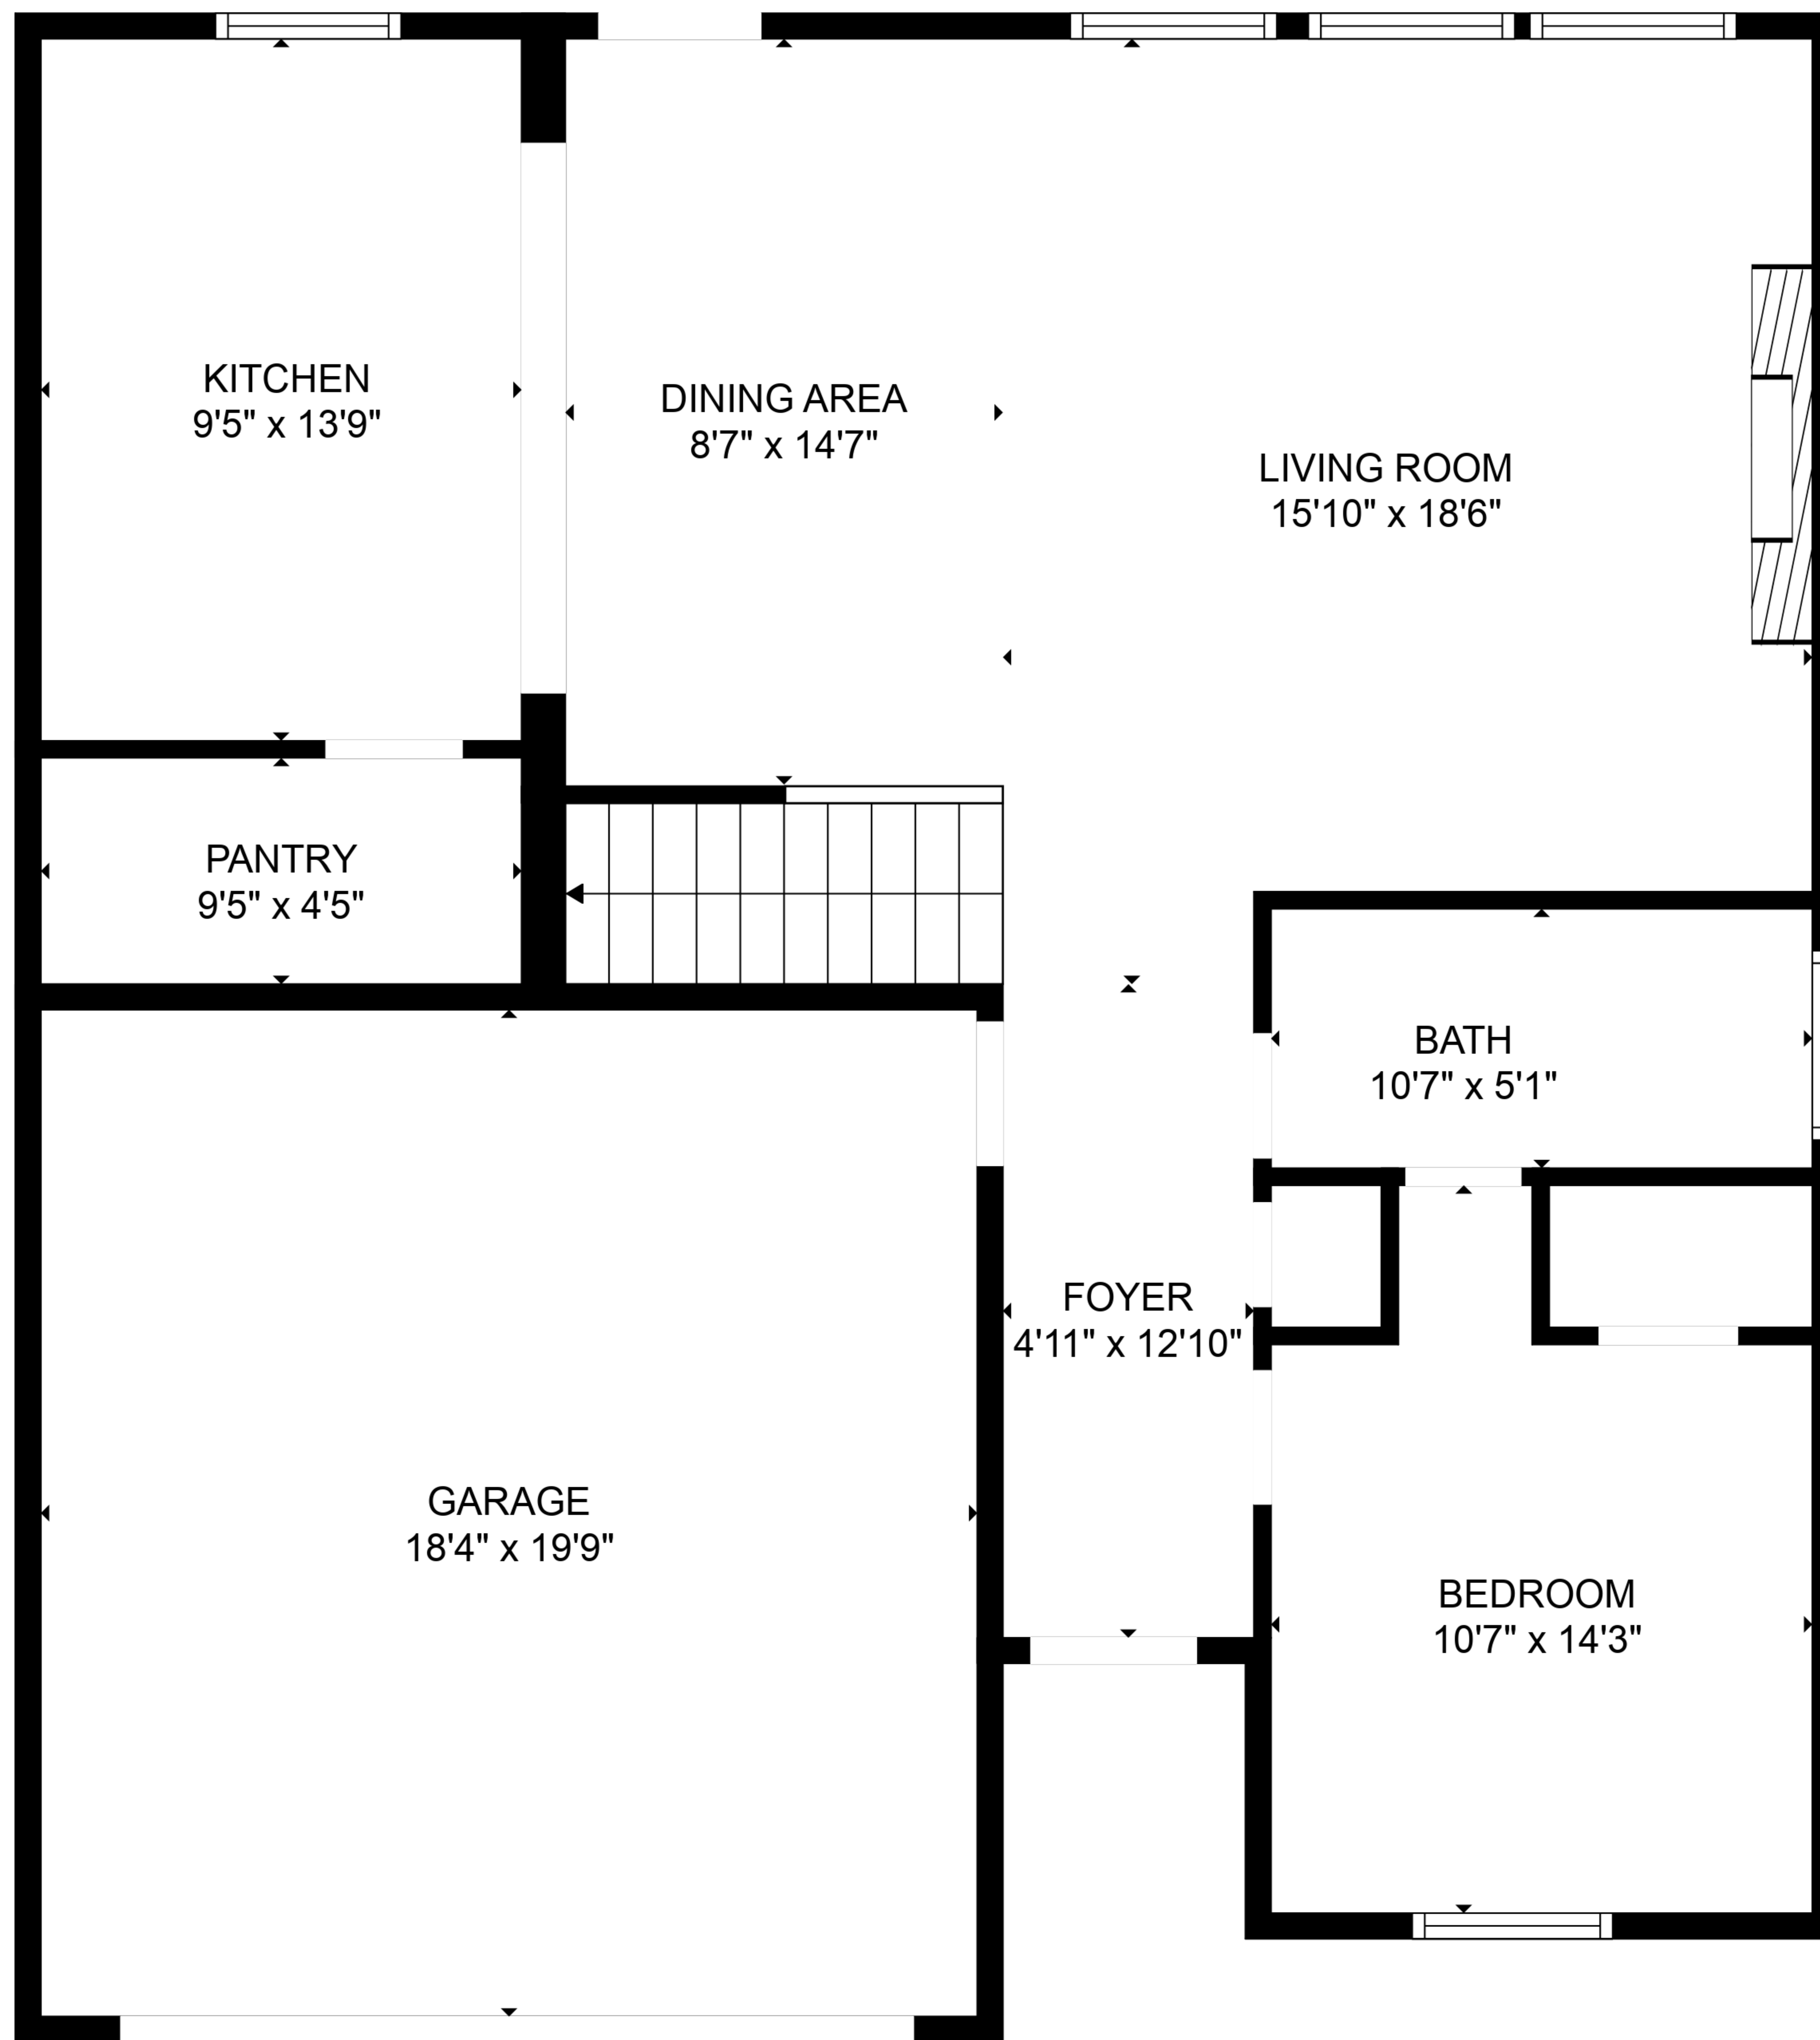 KITCHEN
9'5" x 13'9"
DINING AREA
8'7" x 14'7"
LIVING ROOM
15'10" x 18'6"
PANTRY
9'5" x 4'5"
BATH
10'7" x 5'1"
FOYER
4'11" x 12'10"
GARAGE
18'4" x 19'9"
BEDROOM
10'7" x 14'3"